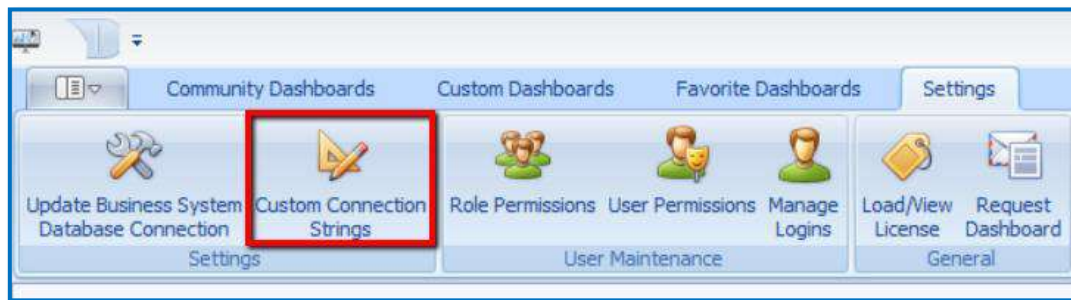 Community Dashboards Custom Dashboards Favorite Dashboards Settings
Update Business System Custom Connection Role Permissions User Permissions Manage Load/View Request
Database Connection Strings Logins License Dashboard
Settings User Maintenance General